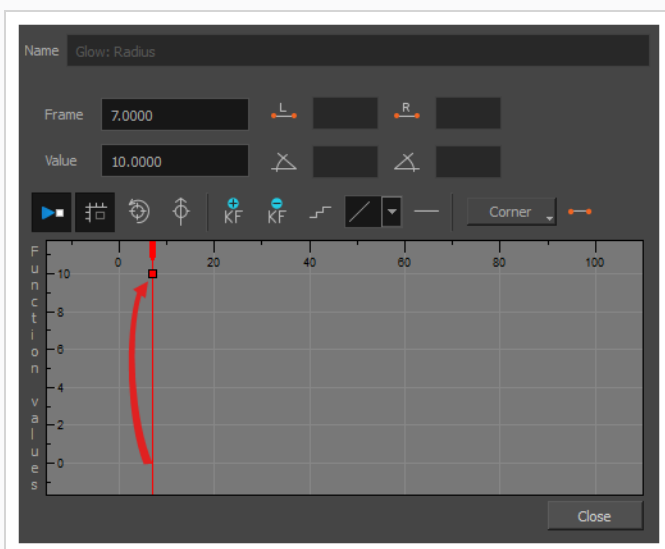 Name Glow: Radius
Frame 7.0000 L R
Value 10.0000
KF KF Corner
0 20 40 60 80 100
Function values
10
8
6
4
2
0
Close